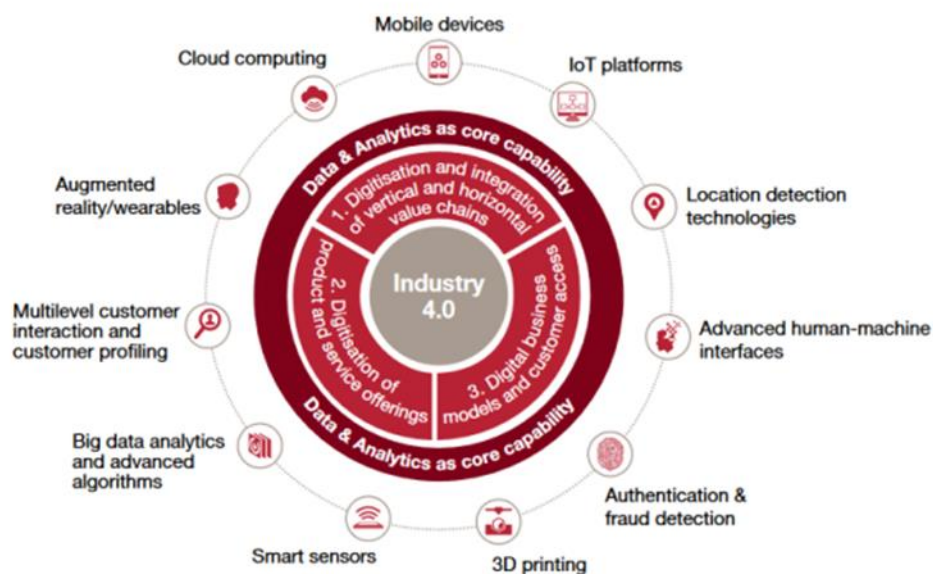 Mobile devices
Cloud computing
IoT platforms
Augmented
reality/wearables
Location detection
technologies
Multilevel customer
interaction and
customer profiling
Advanced human-machine
interfaces
Big data analytics
and advanced
algorithms
Authentication &
fraud detection
Smart sensors
3D printing
Data & Analytics as core capability
1. Digitisation and integration
of vertical and horizontal
value chains
2. Digitisation of
product and service offerings
3. Digital business
models and customer access
Industry
4.0
Data & Analytics as core capability